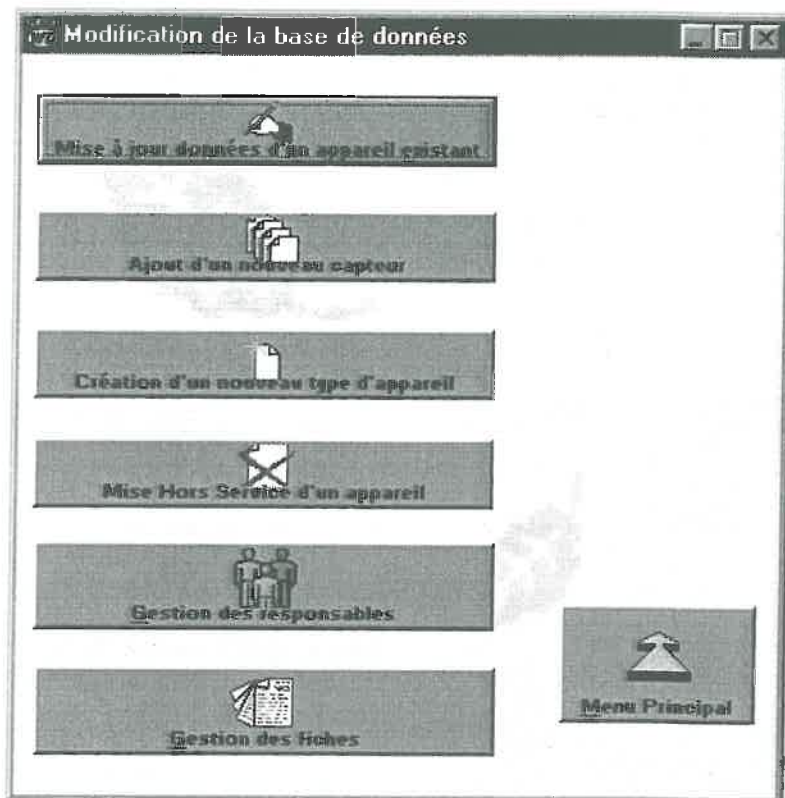 Modification de la base de données
Mise à jour données d'un appareil existant
Ajout d'un nouveau capteur
Création d'un nouveau type d'appareil
Mise Hors Service d'un appareil
Gestion des responsables
Gestion des fiches
Menu Principal